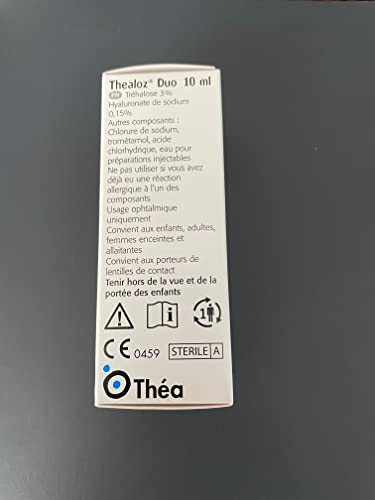 Thealoz® Duo 10 ml
FR Tréhalose 3%
Hyaluronate de sodium
0,15%
Autres composants :
Chlorure de sodium,
trométamol, acide
chlorhydrique, eau pour
préparations injectables
Ne pas utiliser si vous avez
déjà eu une réaction
allergique à l'un des
composants
Usage ophtalmique
uniquement
Convient aux enfants, adultes,
femmes enceintes et
allaitantes
Convient aux porteurs de
lentilles de contact
Tenir hors de la vue et de la
portée des enfants
i 1
CE 0459 STERILE A
Théa